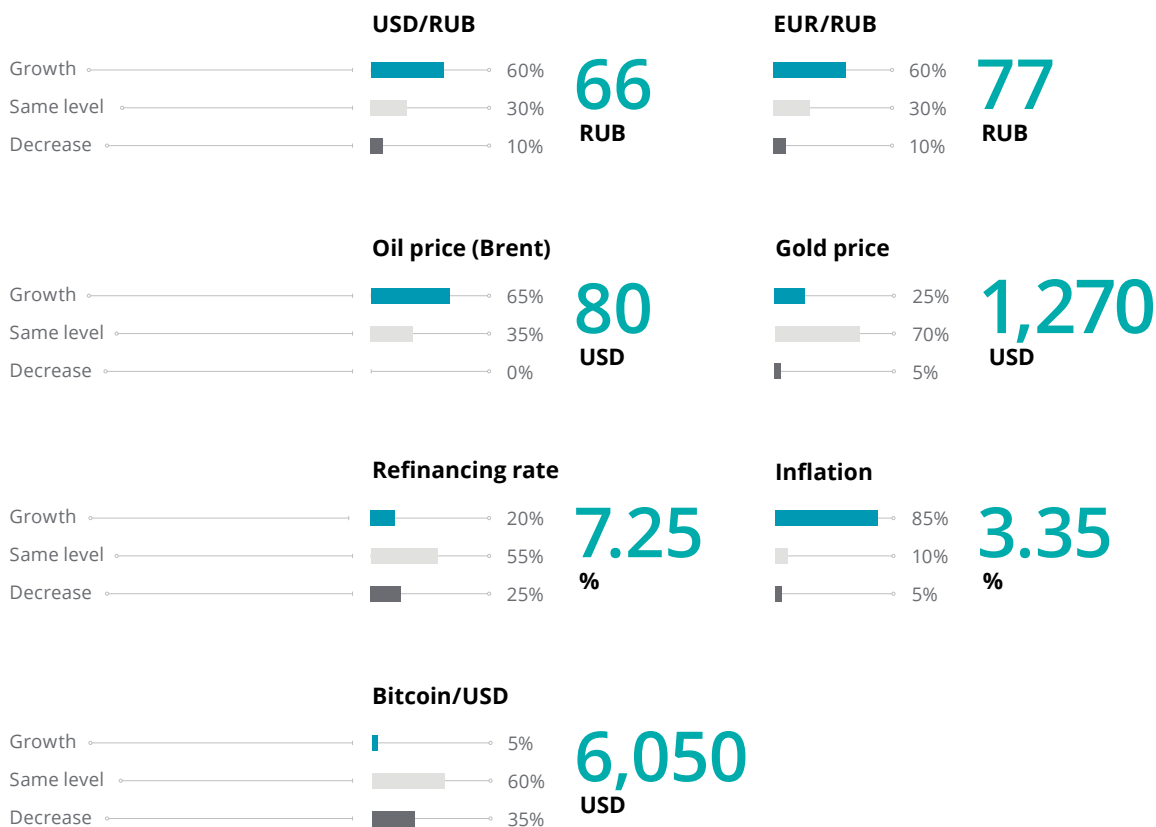 USD/RUB
Growth 60%
Same level 30%
Decrease 10%
66
RUB
EUR/RUB
60%
30%
10%
77
RUB
Oil price (Brent)
Growth 65%
Same level 35%
Decrease 0%
80
USD
Gold price
25%
70%
5%
1,270
USD
Refinancing rate
Growth 20%
Same level 55%
Decrease 25%
7.25
%
Inflation
85%
10%
5%
3.35
%
Bitcoin/USD
Growth 5%
Same level 60%
Decrease 35%
6,050
USD